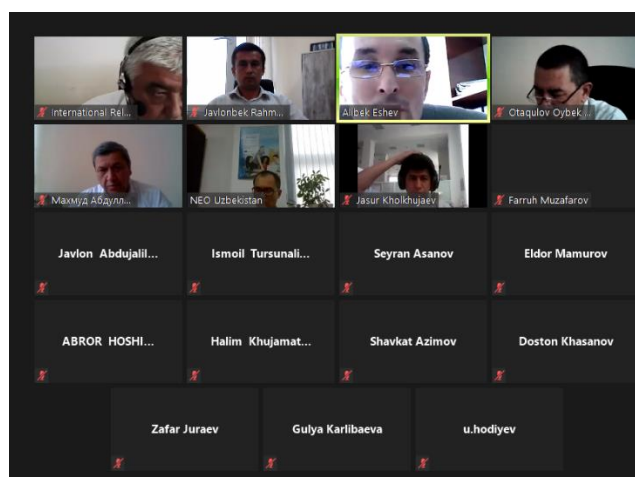 International Rel...
Javlonbek Rahm...
Alibek Eshev
Otaqulov Oybek ...
Махмуд Абдулл...
NEO Uzbekistan
Jasur Kholkhujaev
Farruh Muzafarov
Javlon Abdujalil...
Ismoil Tursunali...
Seyran Asanov
Eldor Mamurov
ABROR HOSHI...
Halim Khujamat...
Shavkat Azimov
Doston Khasanov
Zafar Juraev
Gulya Karlibaeva
u.hodiyev